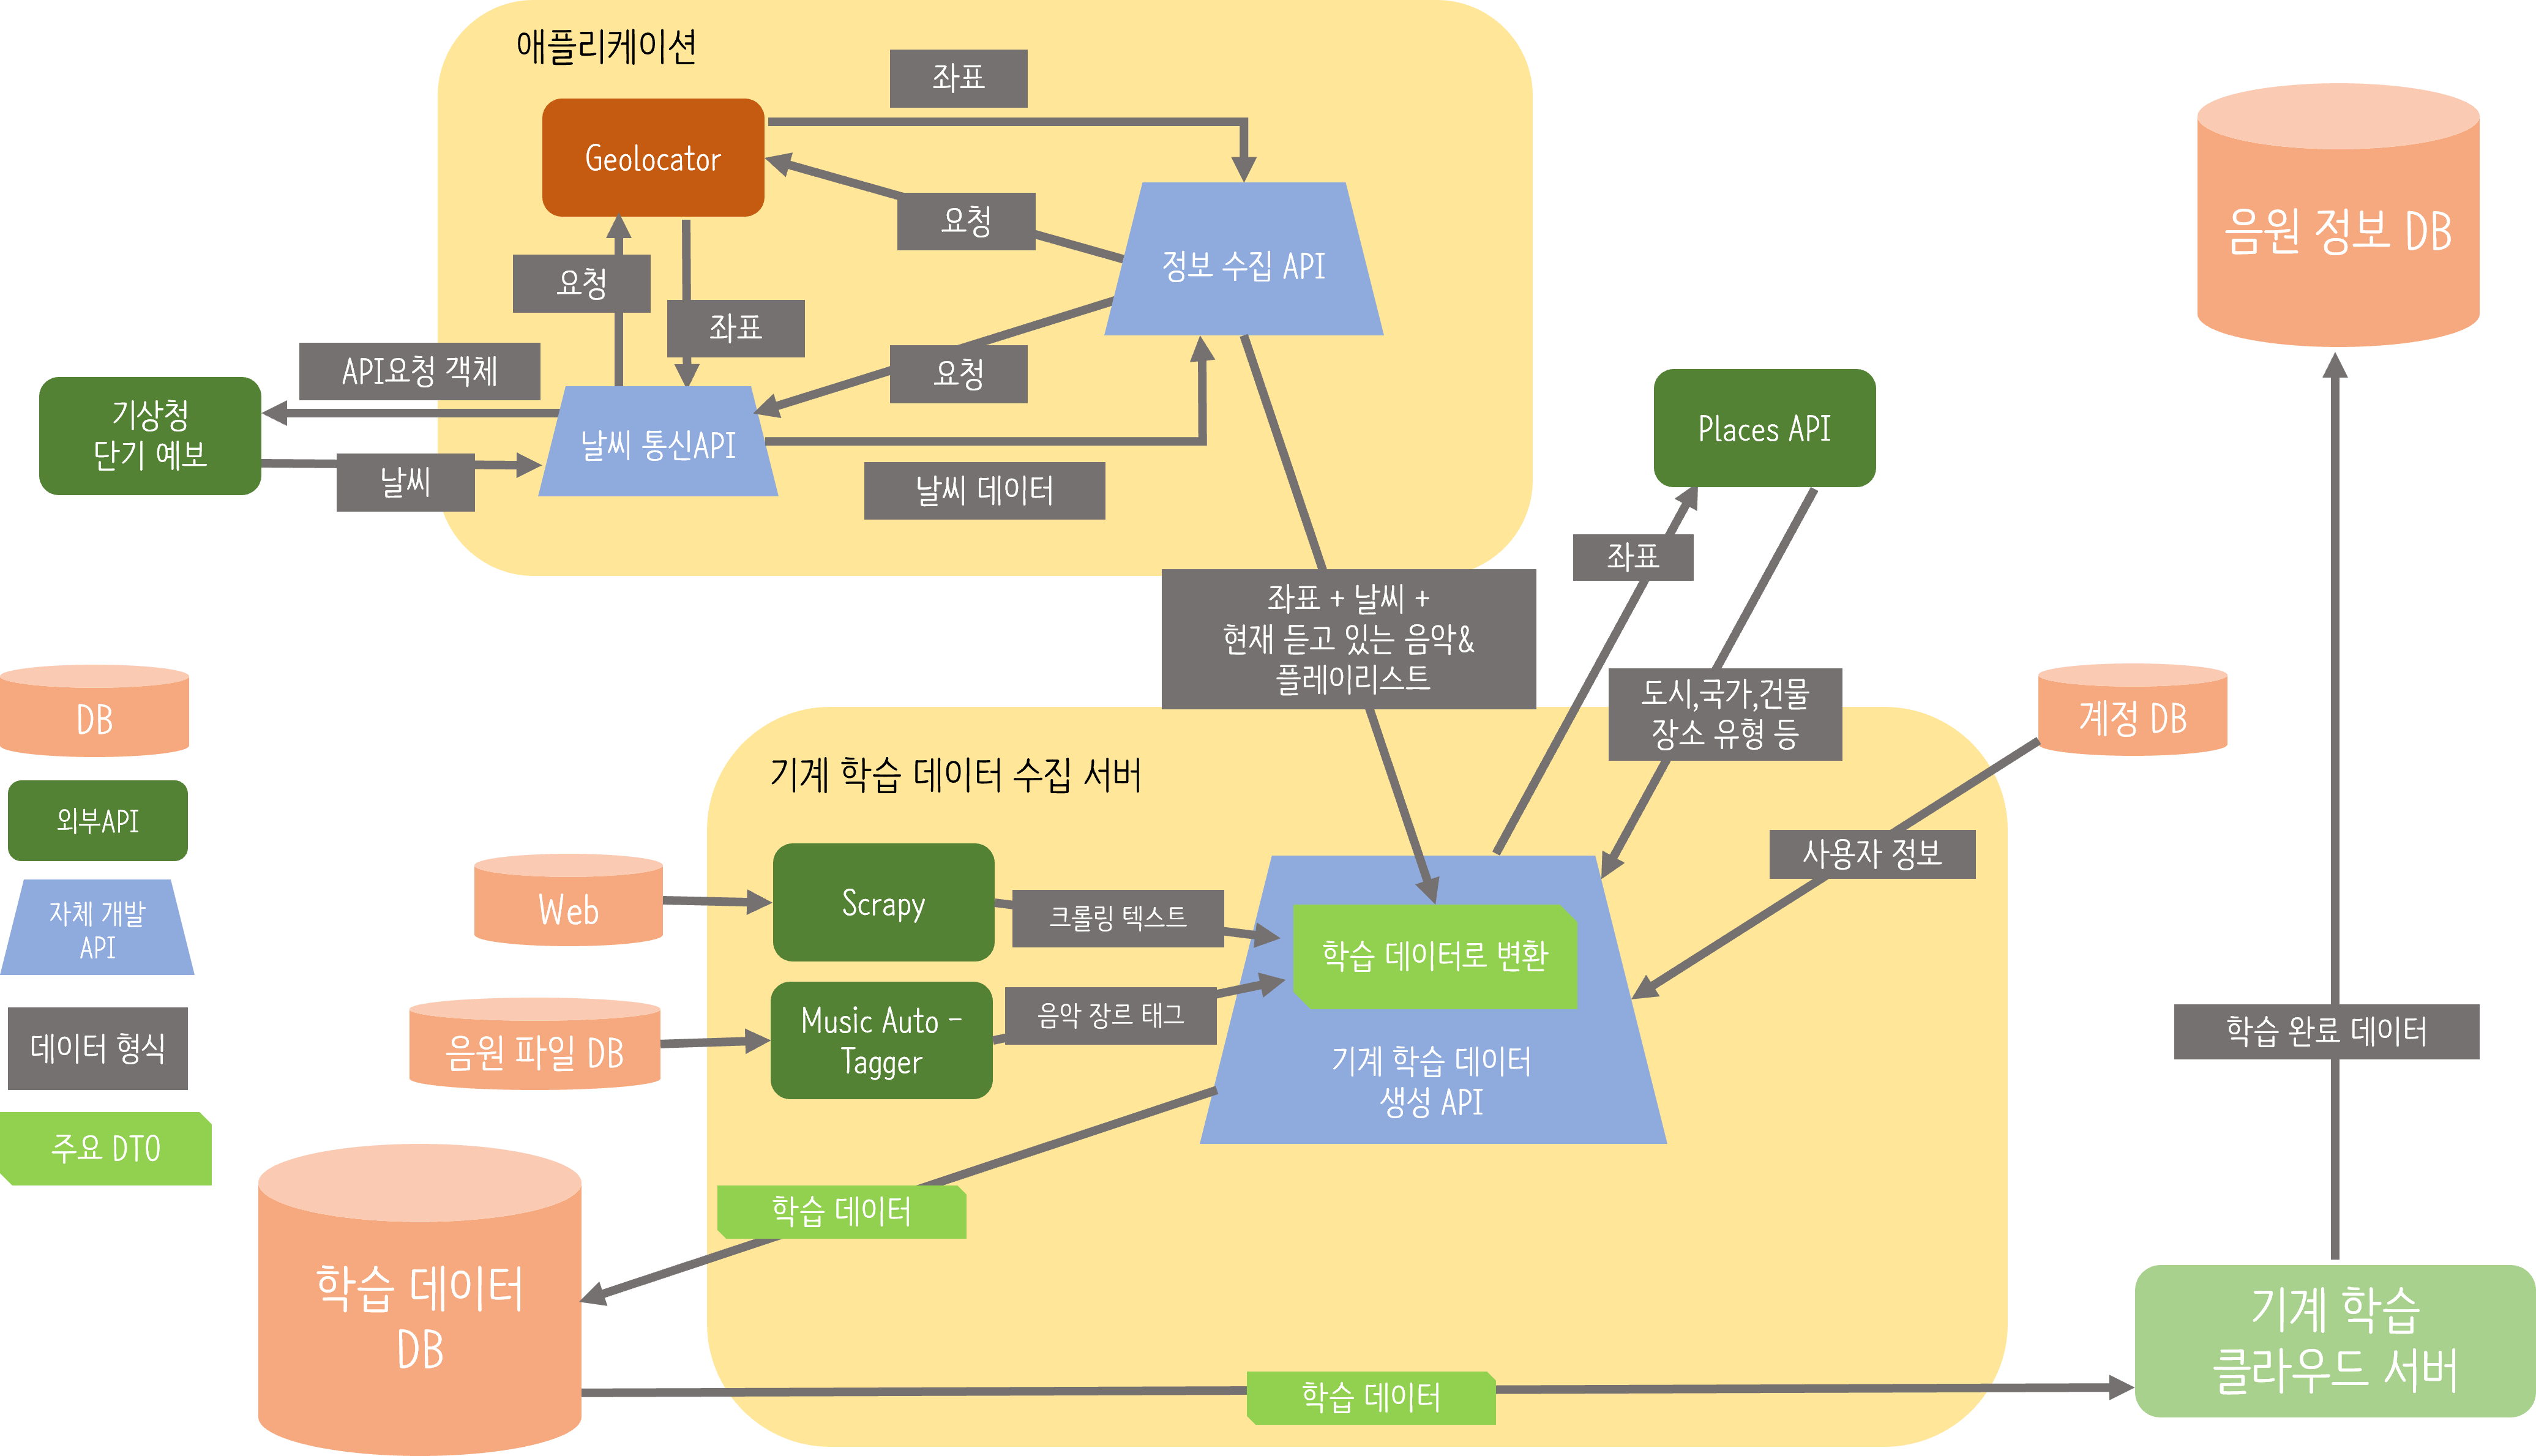 애플리케이션
좌표
Geolocator
요청
정보 수집 API
요청
좌표
API요청 객체
요청
기상청
단기 예보
날씨 통신API
날씨
날씨 데이터
Places API
음원 정보 DB
좌표
좌표 + 날씨 +
현재 듣고 있는 음악&
플레이리스트
도시,국가,건물
장소 유형 등
계정 DB
DB
외부API
자체 개발
API
데이터 형식
주요 DTO
기계 학습 데이터 수집 서버
사용자 정보
Web
Scrapy
크롤링 텍스트
학습 데이터로 변환
음원 파일 DB
Music Auto -
Tagger
음악 장르 태그
기계 학습 데이터
생성 API
학습 완료 데이터
학습 데이터
학습 데이터
DB
학습 데이터
기계 학습
클라우드 서버